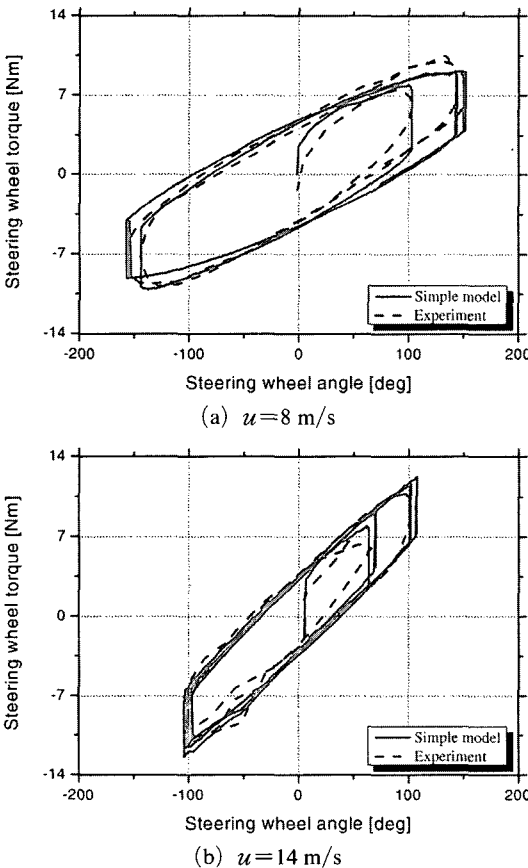 14
7
0
-7
-14
Steering wheel torque [Nm]
Simple model
Experiment
-200
-100
0
100
200
Steering wheel angle [deg]
(a) u=8 m/s
14
7
0
-7
-14
Steering wheel torque [Nm]
Simple model
Experiment
-200
-100
0
100
200
Steering wheel angle [deg]
(b) u=14 m/s